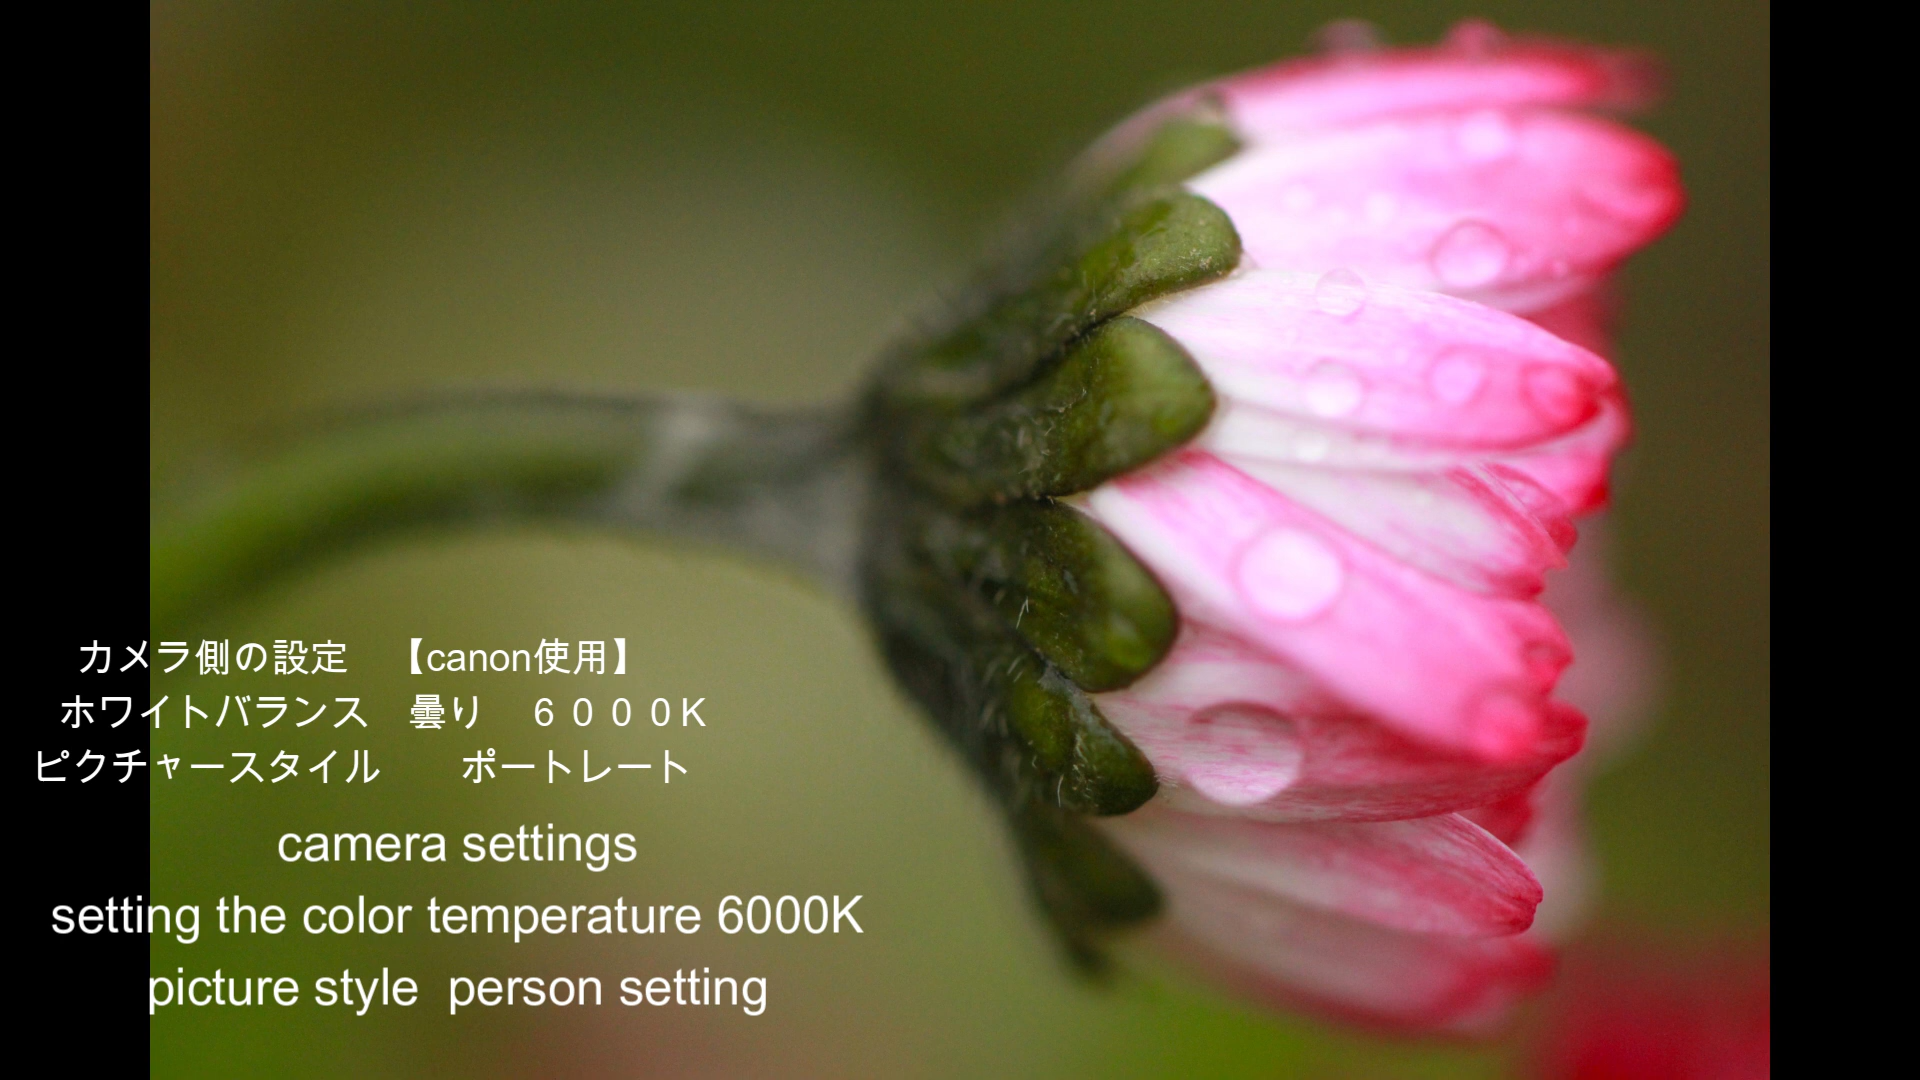 カメラ側の設定　【canon使用】
ホワイトバランス　曇り　６０００K
ピクチャースタイル　　ポートレート
camera settings
setting the color temperature 6000K
picture style  person setting